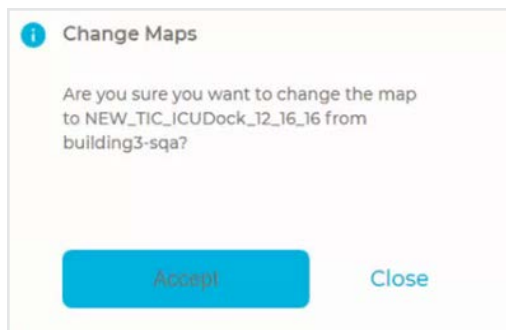 Change Maps
Are you sure you want to change the map
to NEW_TIC_ICUDock_12_16_16 from
building3-sqa?
Accept
Close